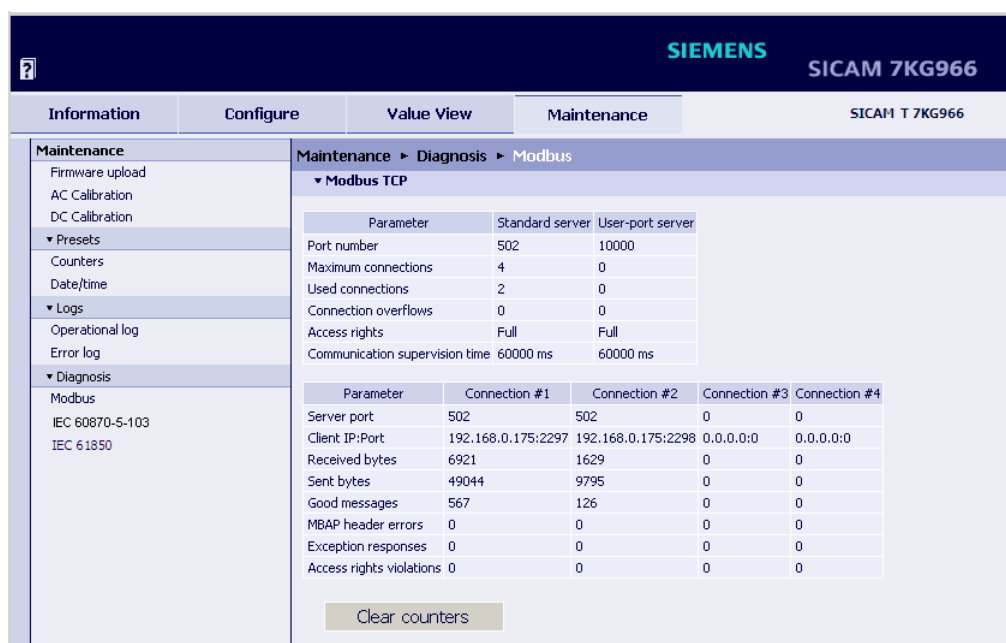 SIEMENS
?
SICAM 7KG966
Information Configure Value View Maintenance SICAM T 7KG966
Maintenance
Firmware upload
AC Calibration
DC Calibration
▾ Presets
Counters
Date/time
▾ Logs
Operational log
Error log
▾ Diagnosis
Modbus
IEC 60870-5-103
IEC 61850
Maintenance ► Diagnosis ► Modbus
▾ Modbus TCP
Parameter Standard server User-port server
Port number 502 10000
Maximum connections 4 0
Used connections 2 0
Connection overflows 0 0
Access rights Full Full
Communication supervision time 60000 ms 60000 ms
Parameter Connection #1 Connection #2 Connection #3 Connection #4
Server port 502 502 0 0
Client IP:Port 192.168.0.175:2297 192.168.0.175:2298 0.0.0.0:0 0.0.0.0:0
Received bytes 6921 1629 0 0
Sent bytes 49044 9795 0 0
Good messages 567 126 0 0
MBAP header errors 0 0 0 0
Exception responses 0 0 0 0
Access rights violations 0 0 0 0
Clear counters